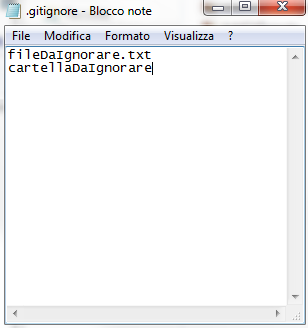 .gitignore - Blocco note
File Modifica Formato Visualizza ?
fileDaIgnorare.txt
cartellaDaIgnorare